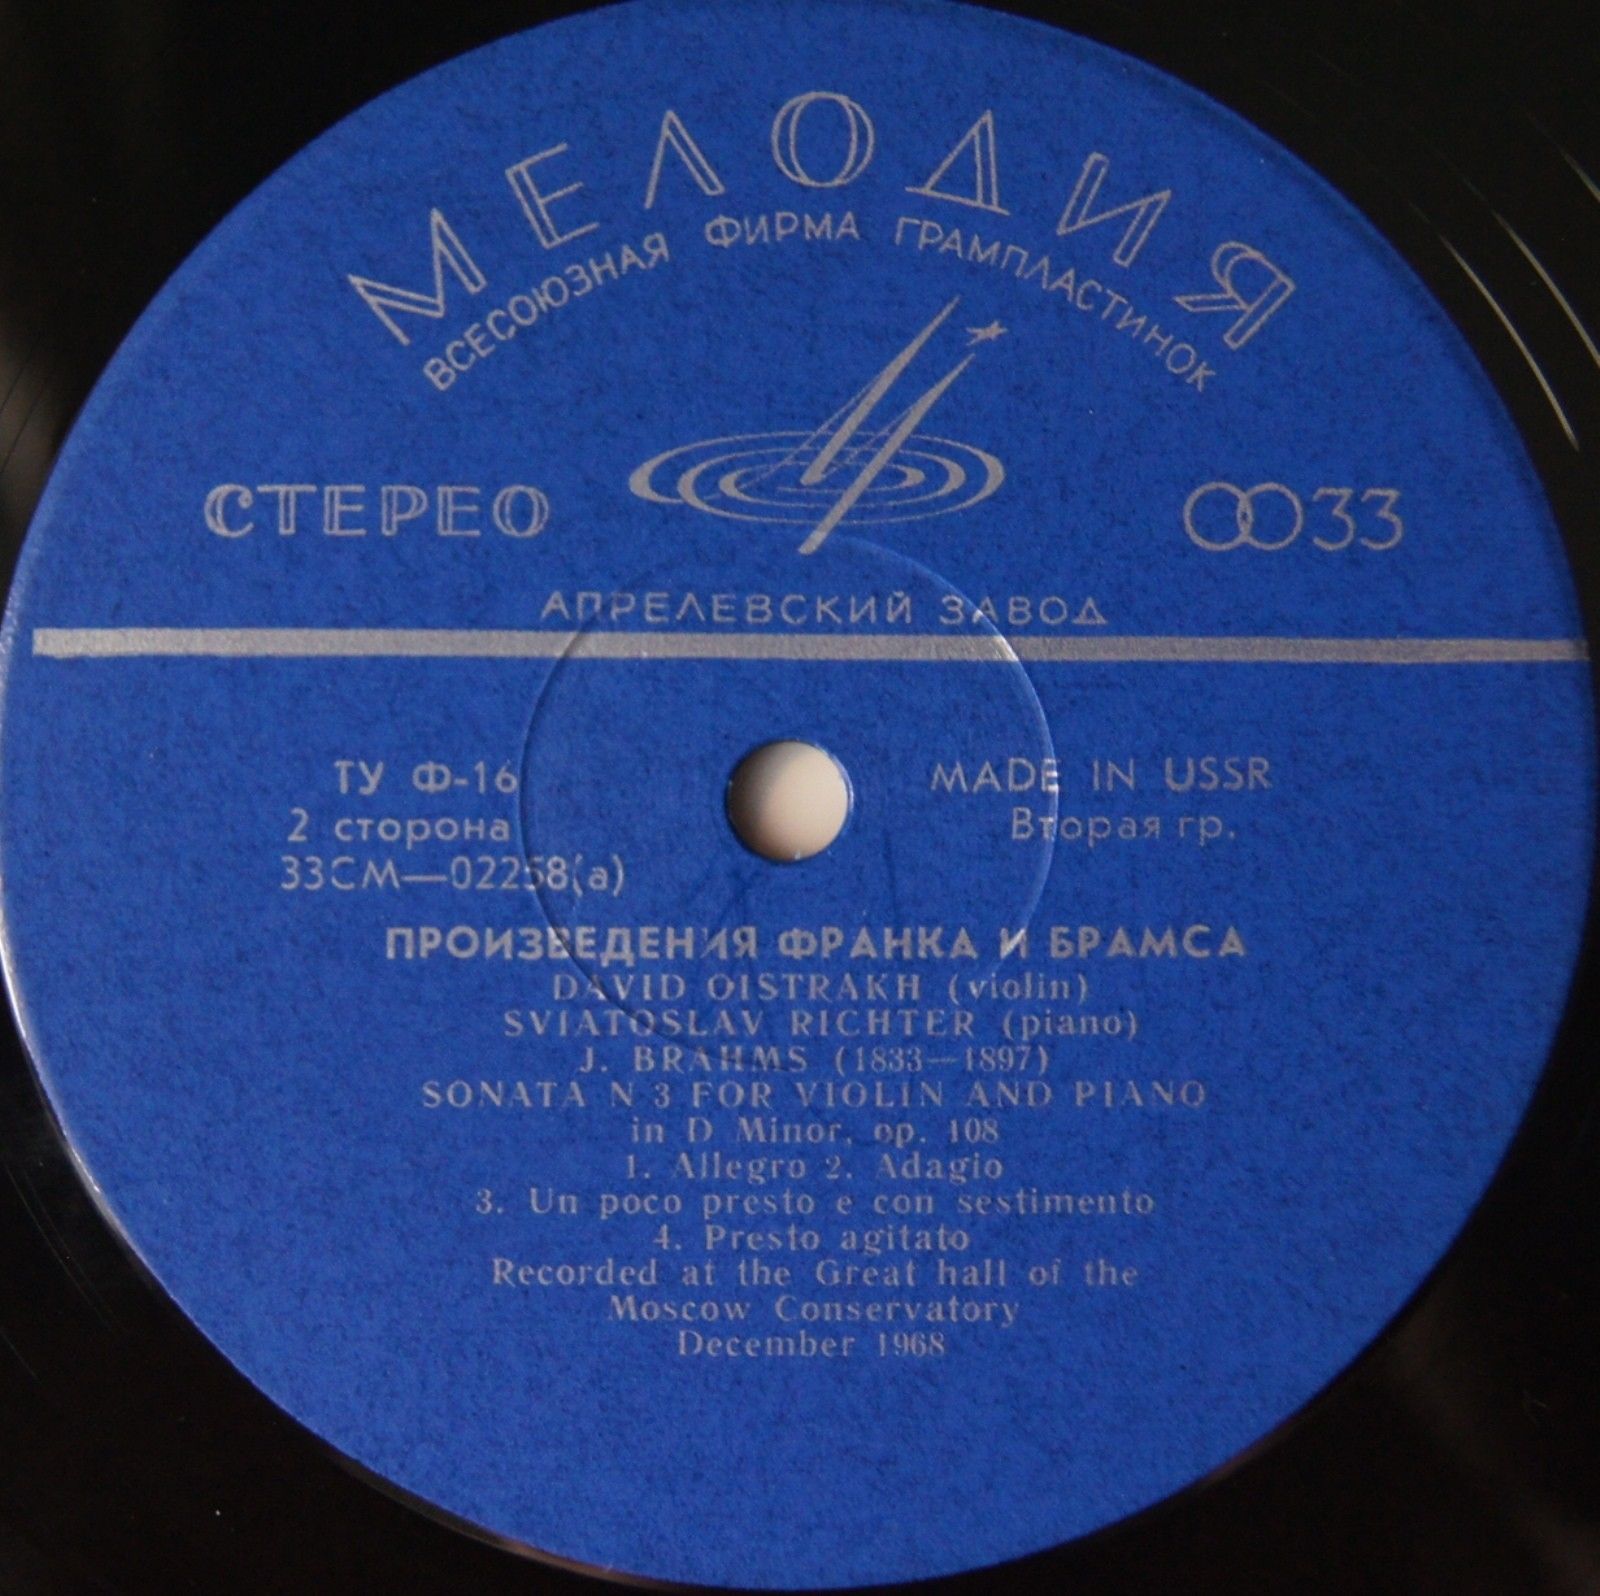 МЕЛОДИЯ
ВСЕСОЮЗНАЯ ФИРМА ГРАМПЛАСТИНОК
СТЕРЕО
33
АПРЕЛЕВСКИЙ ЗАВОД
ТУ Ф-16
2 сторона
33СМ—02258(а)
MADE IN USSR
Вторая гр.
ПРОИЗВЕДЕНИЯ ФРАНКА И БРАМСА
DAVID OISTRAKH (violin)
SVIATOSLAV RICHTER (piano)
J. BRAHMS (1833—1897)
SONATA N 3 FOR VIOLIN AND PIANO
in D Minor, op. 108
1. Allegro 2. Adagio
3. Un poco presto e con sestimento
4. Presto agitato
Recorded at the Great hall of the
Moscow Conservatory
December 1968